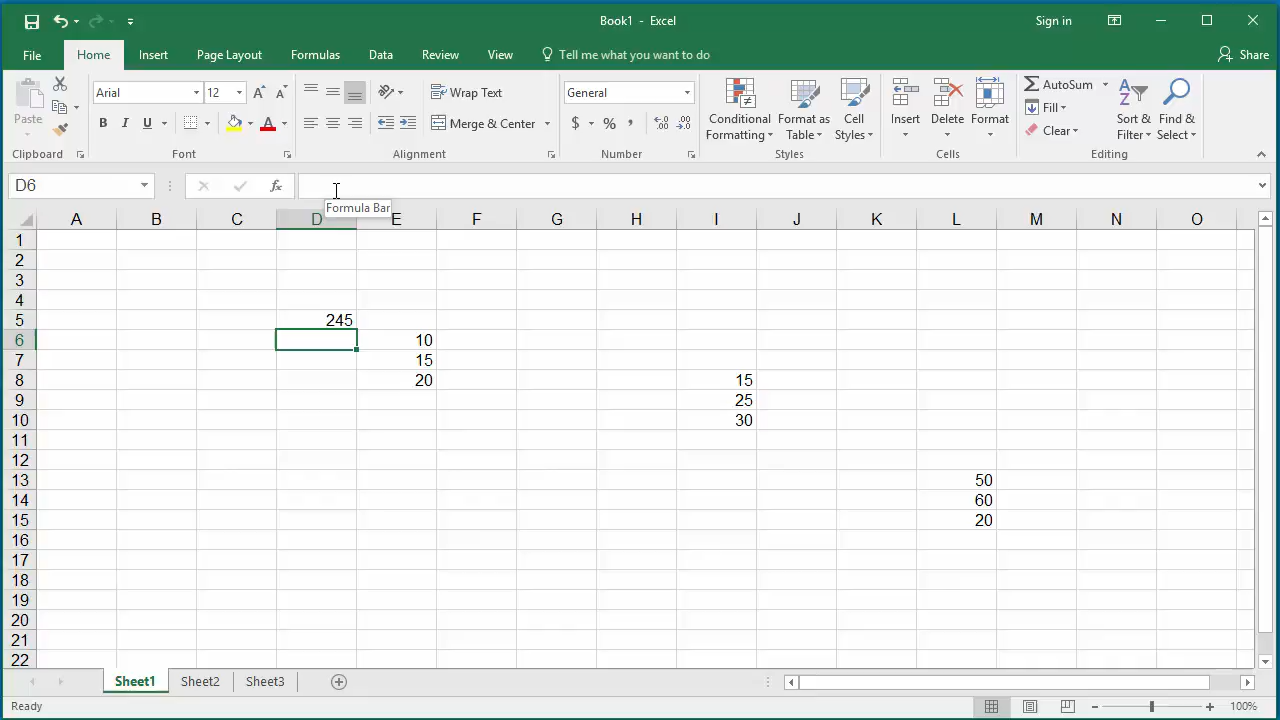 Book1 - Excel
Sign in
File
Home
Insert
Page Layout
Formulas
Data
Review
View
Tell me what you want to do
Share
Paste
Clipboard
Arial
12
A
A
B
I
U
A
Font
Wrap Text
Merge & Center
Alignment
General
$
%
,
Number
Conditional
Formatting
Format as
Table
Cell
Styles
Styles
Insert
Delete
Format
Cells
AutoSum
Fill
Clear
Sort &
Filter
Find &
Select
Editing
D6
fx
Formula Bar
A B C D E F G H I J K L M N O
1
2
3
4
5 245
6 10
7 15
8 20 15
9 25
10 30
11
12
13 50
14 60
15 20
16
17
18
19
20
21
22
Sheet1
Sheet2
Sheet3
Ready
100%